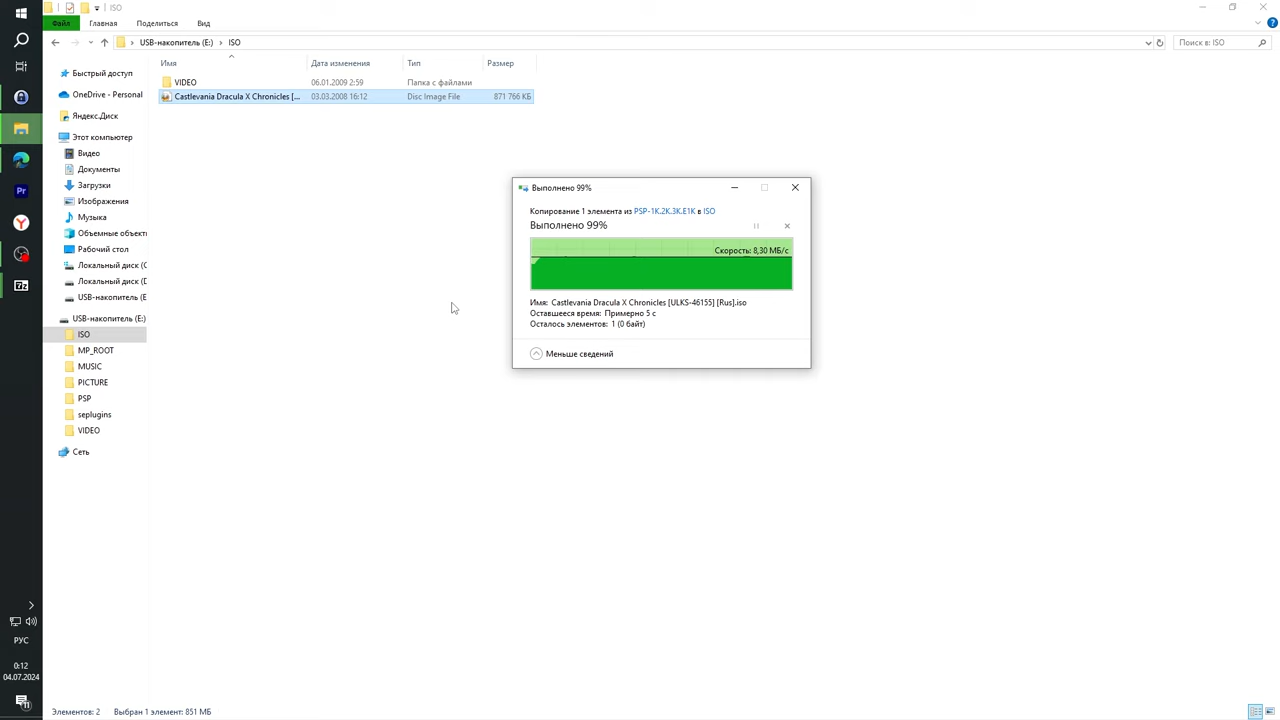 ISO
Файл Главная Поделиться Вид
USB-накопитель (E:) ISO
Поиск в: ISO
Имя Дата изменения Тип Размер
VIDEO 06.01.2009 2:59 Папка с файлами
Castlevania Dracula X Chronicles [... 03.03.2008 16:12 Disc Image File 871 766 КБ
Быстрый доступ
OneDrive - Personal
Яндекс.Диск
Этот компьютер
Видео
Документы
Загрузки
Изображения
Музыка
Объемные объект
Рабочий стол
Локальный диск (C
Локальный диск (D
USB-накопитель (E
USB-накопитель (E:)
ISO
MP_ROOT
MUSIC
PICTURE
PSP
seplugins
VIDEO
Сеть
Выполнено 99%
Копирование 1 элемента из PSP-1K.2K.3K.E1K в ISO
Выполнено 99%
Скорость: 8,30 МБ/с
Имя: Castlevania Dracula X Chronicles [ULKS-46155] [Rus].iso
Оставшееся время: Примерно 5 с
Осталось элементов: 1 (0 байт)
Меньше сведений
Pr
РУС
0:12
04.07.2024
Элементов: 2 Выбран 1 элемент: 851 МБ